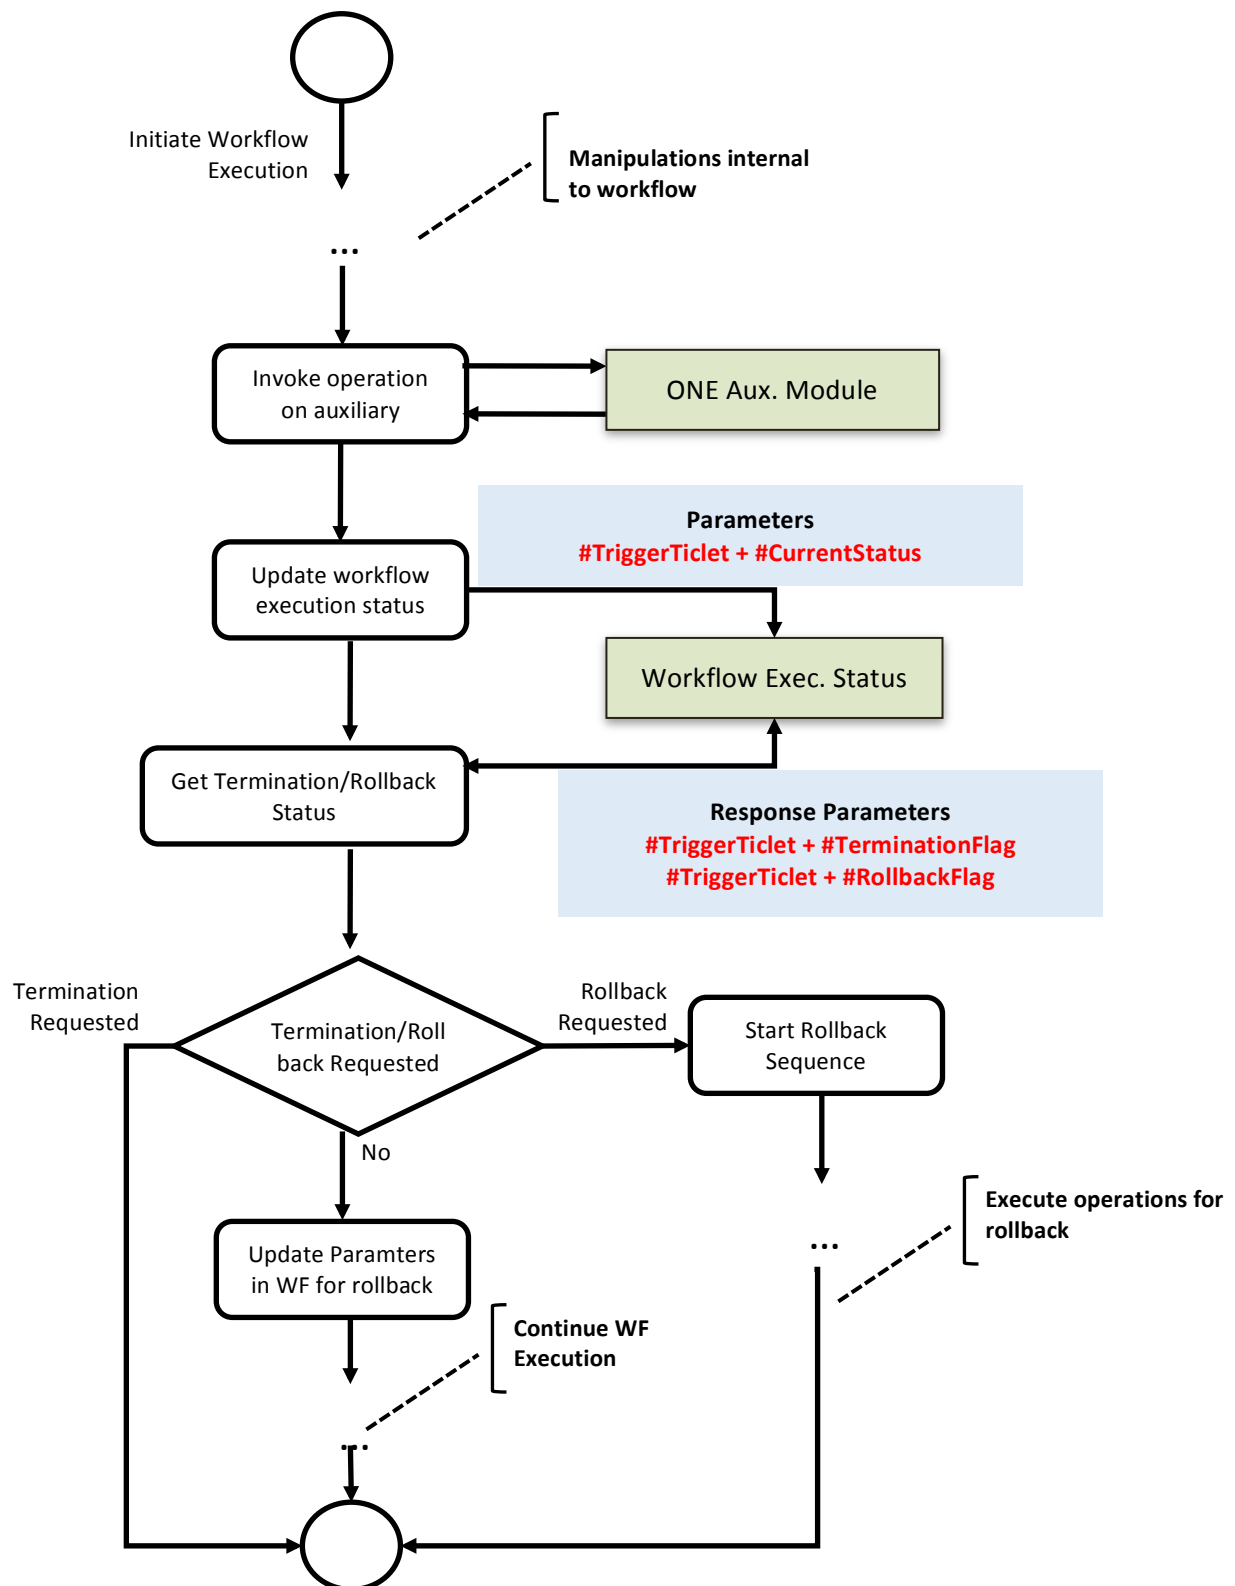 Initiate Workflow
Execution
Manipulations internal
to workflow
...
Invoke operation
on auxiliary
ONE Aux. Module
Parameters
#TriggerTiclet + #CurrentStatus
Update workflow
execution status
Workflow Exec. Status
Get Termination/Rollback
Status
Response Parameters
#TriggerTiclet + #TerminationFlag
#TriggerTiclet + #RollbackFlag
Termination
Requested
Termination/Roll
back Requested
Rollback
Requested
Start Rollback
Sequence
No
Execute operations for
rollback
...
Update Paramters
in WF for rollback
Continue WF
Execution
...